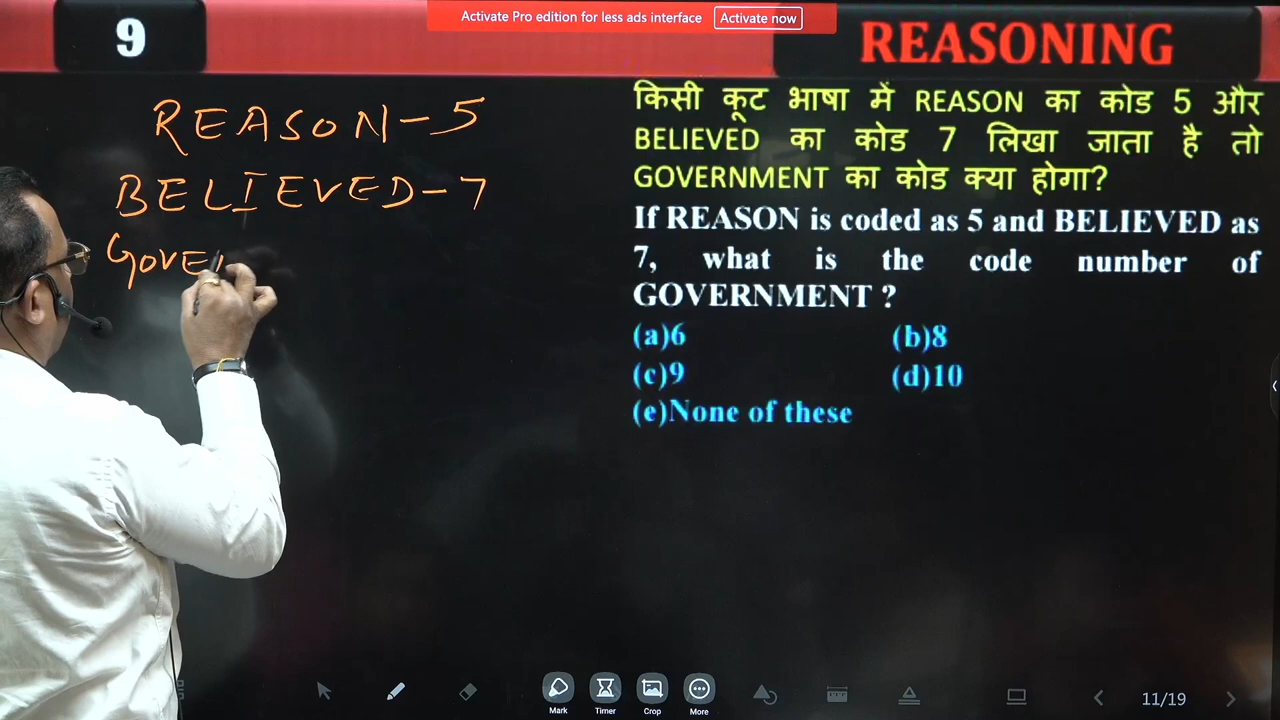 Activate Pro edition for less ads interface Activate now
9
REASONING
REASON-5
BELIEVED-7
GOVE
किसी कूट भाषा में REASON का कोड 5 और
BELIEVED का कोड 7 लिखा जाता है तो
GOVERNMENT का कोड क्या होगा?
If REASON is coded as 5 and BELIEVED as
7, what is the code number of
GOVERNMENT ?
(a)6 (b)8
(c)9 (d)10
(e)None of these
Mark Timer Crop More
11/19